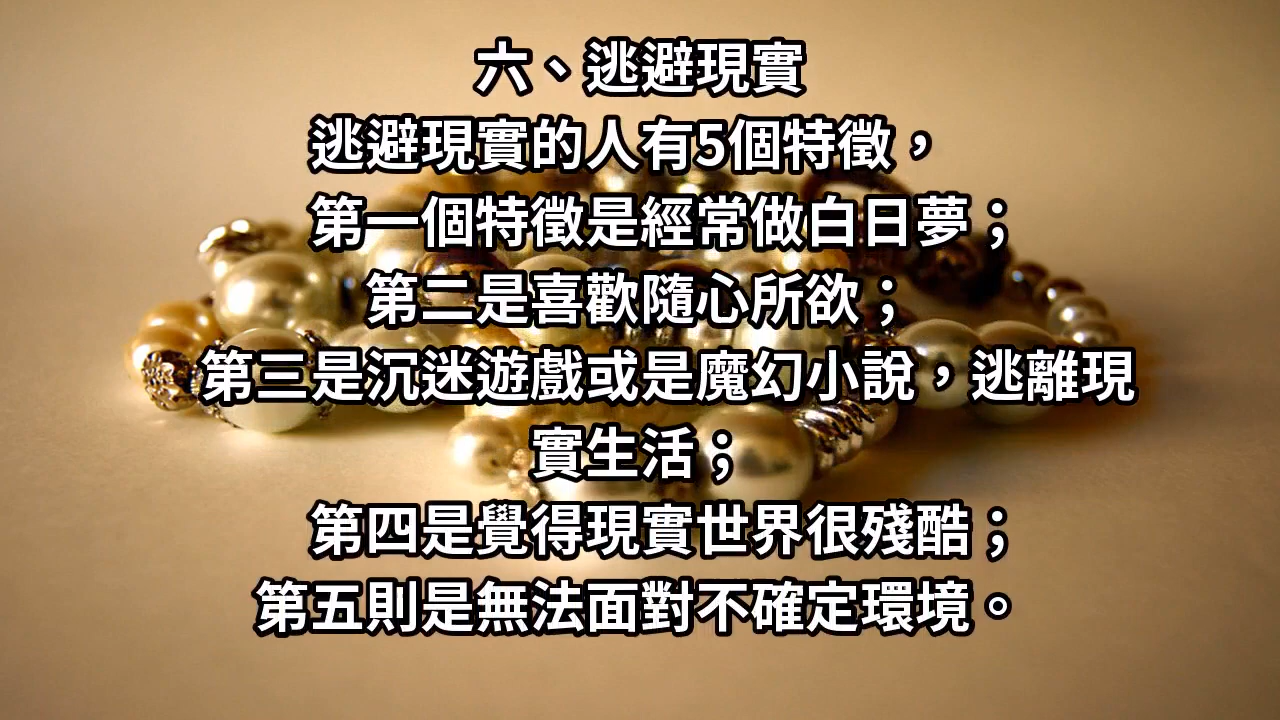 六、逃避現實
逃避現實的人有5個特徵，
第一個特徵是經常做白日夢；
第二是喜歡隨心所欲；
第三是沉迷遊戲或是魔幻小說，逃離現
實生活；
第四是覺得現實世界很殘酷；
第五則是無法面對不確定環境。